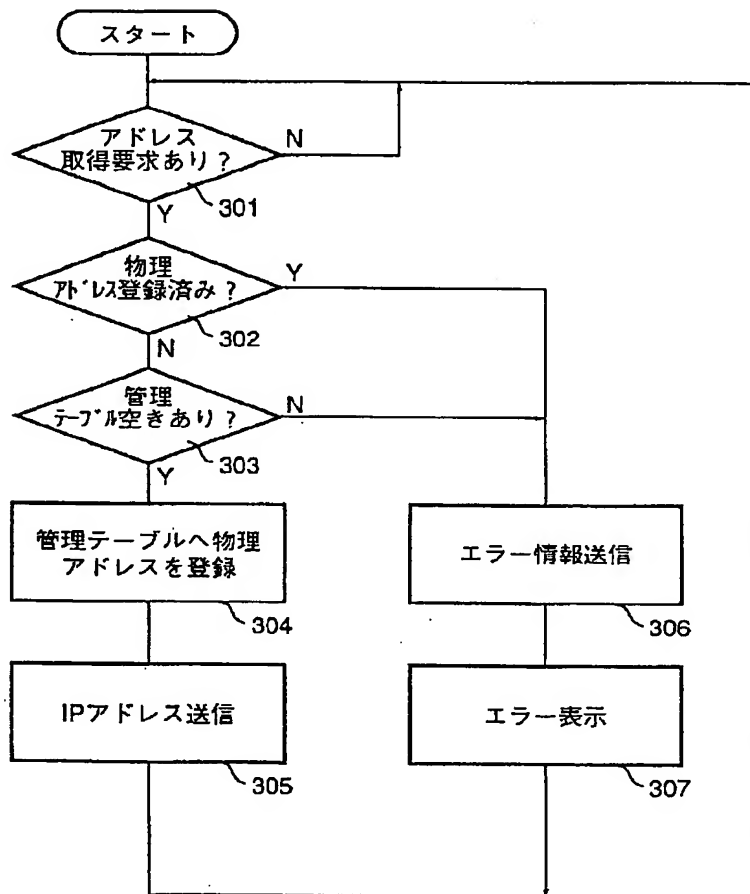 スタート
アドレス
取得要求あり？
N
301
Y
物理
アドレス登録済み？
Y
302
N
管理
テーブル空きあり？
N
303
Y
管理テーブルへ物理
アドレスを登録
304
エラー情報送信
306
IPアドレス送信
305
エラー表示
307